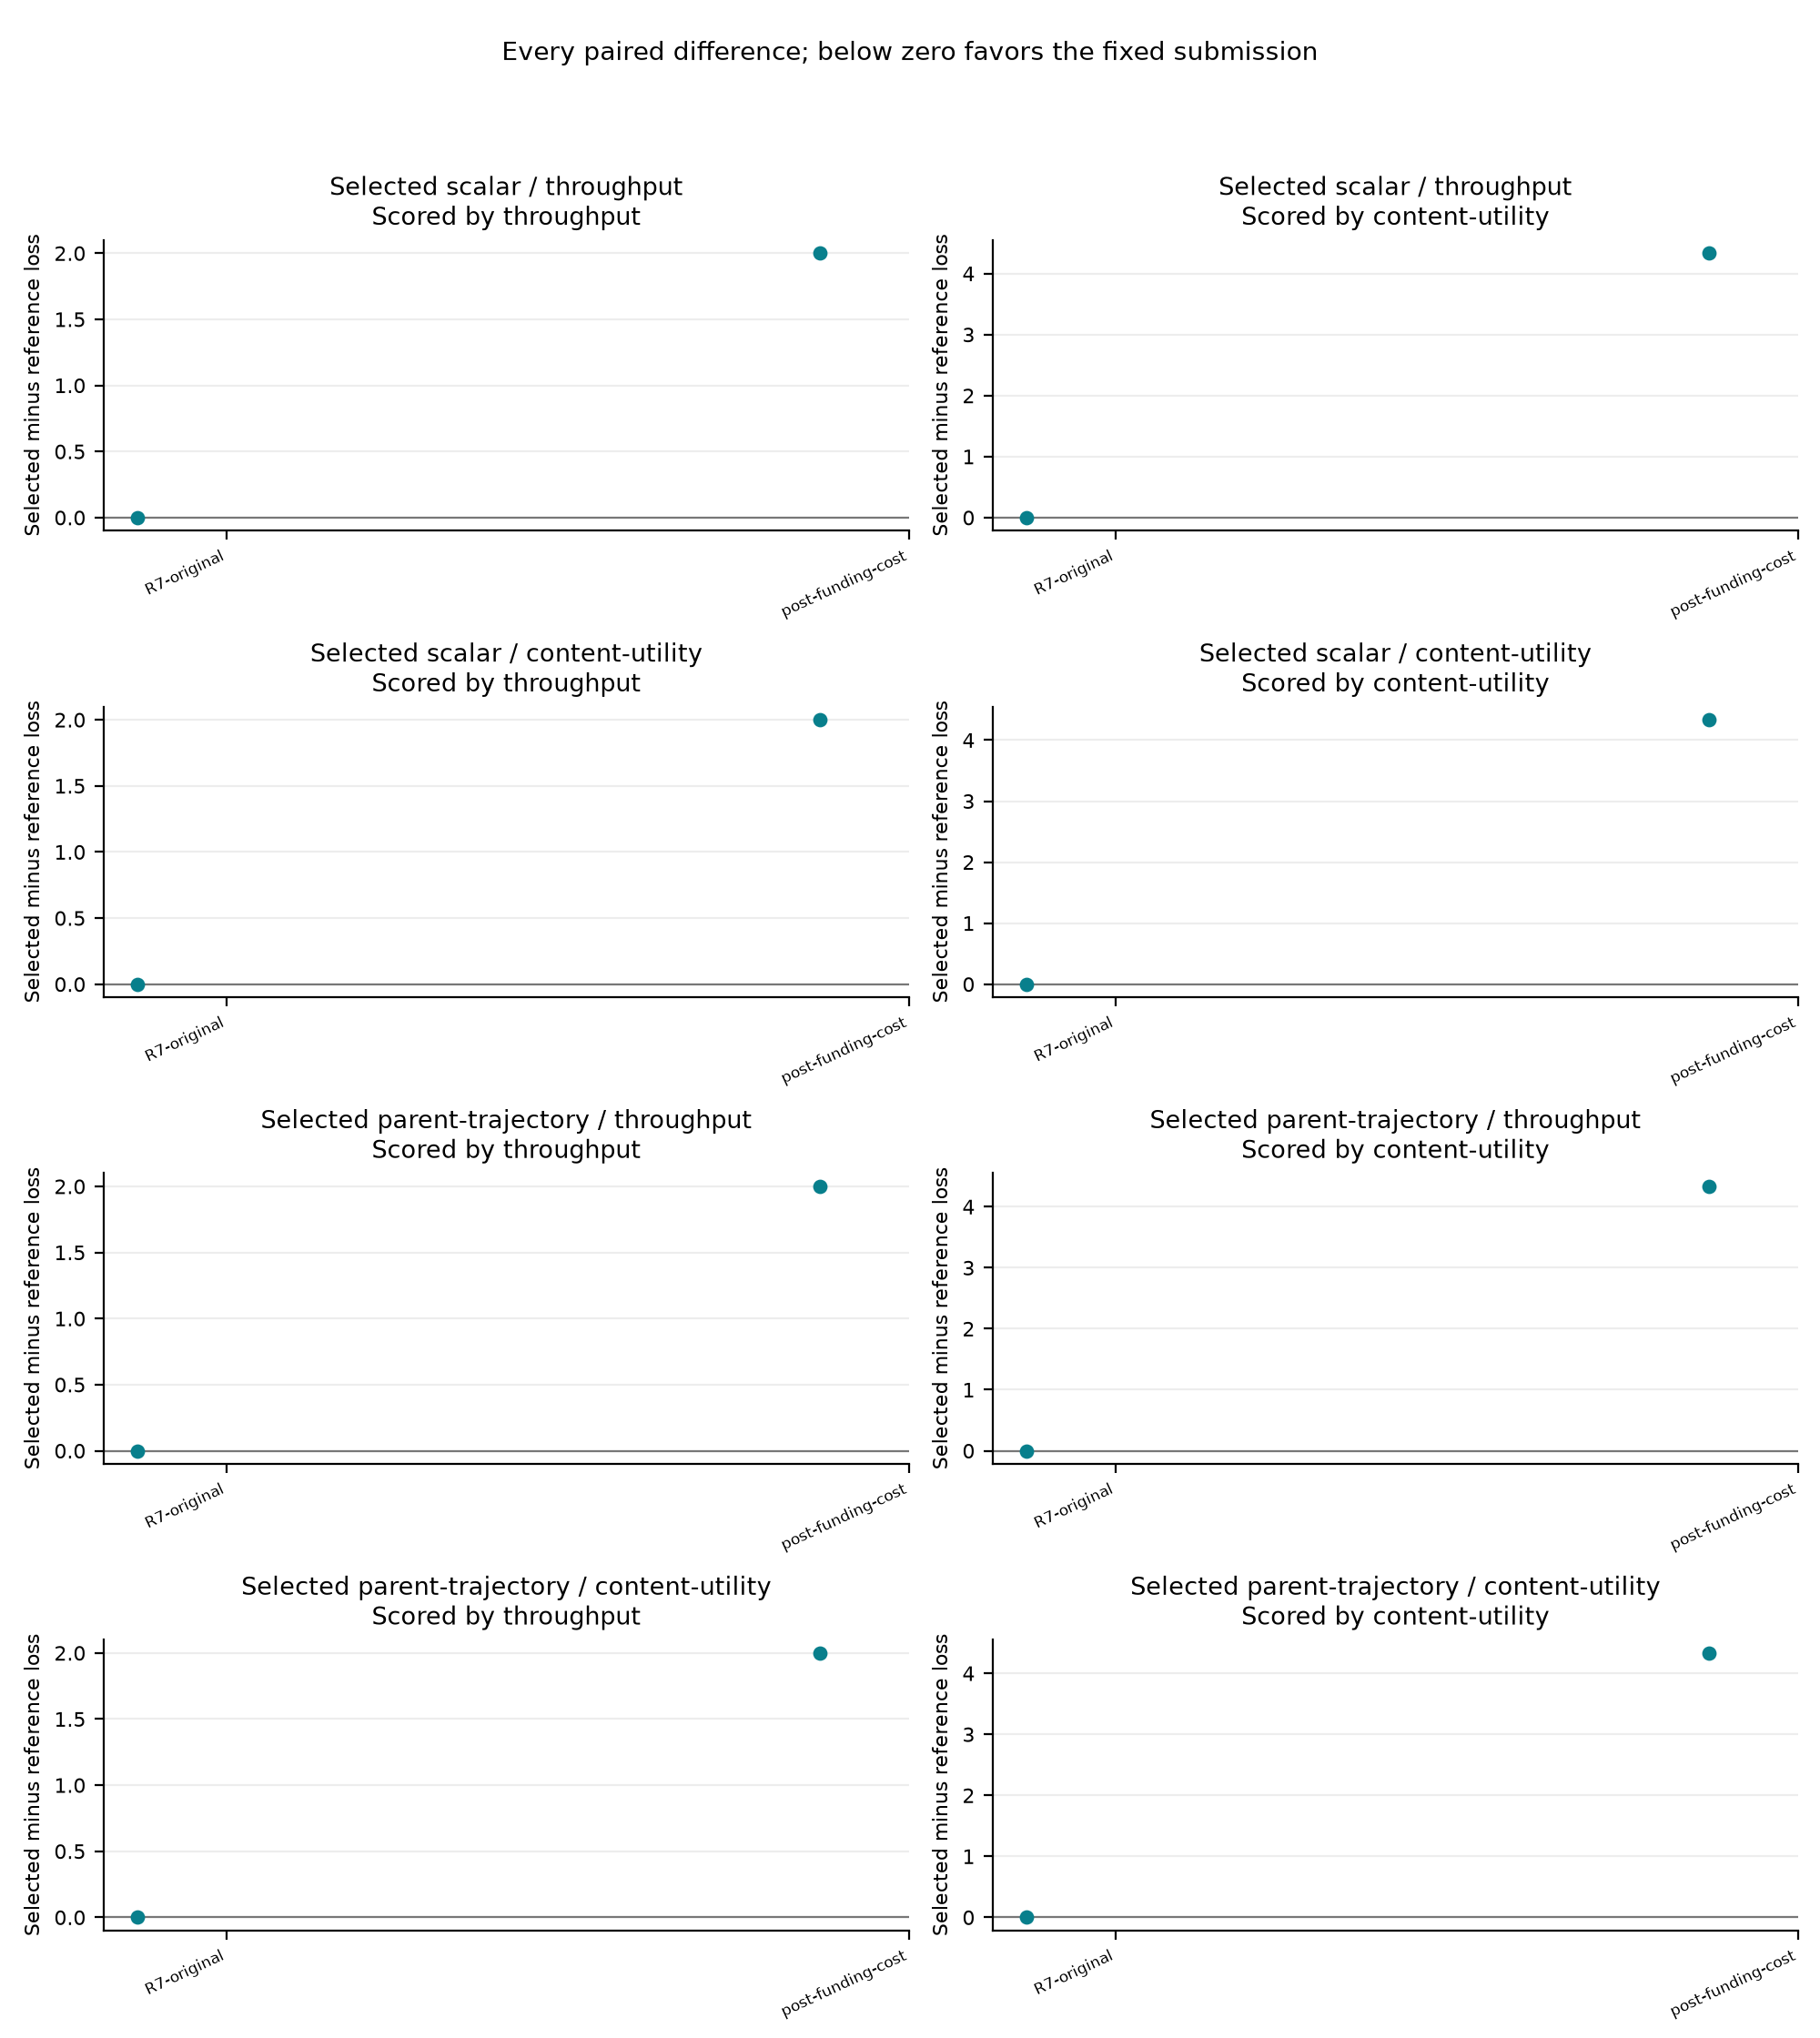 Every paired difference; below zero favors the fixed submission
Selected scalar / throughput
Scored by throughput
Selected minus reference loss
2.0
1.5
1.0
0.5
0.0
R7-original
post-funding-cost
Selected scalar / throughput
Scored by content-utility
Selected minus reference loss
4
3
2
1
0
R7-original
post-funding-cost
Selected scalar / content-utility
Scored by throughput
Selected minus reference loss
2.0
1.5
1.0
0.5
0.0
R7-original
post-funding-cost
Selected scalar / content-utility
Scored by content-utility
Selected minus reference loss
4
3
2
1
0
R7-original
post-funding-cost
Selected parent-trajectory / throughput
Scored by throughput
Selected minus reference loss
2.0
1.5
1.0
0.5
0.0
R7-original
post-funding-cost
Selected parent-trajectory / throughput
Scored by content-utility
Selected minus reference loss
4
3
2
1
0
R7-original
post-funding-cost
Selected parent-trajectory / content-utility
Scored by throughput
Selected minus reference loss
2.0
1.5
1.0
0.5
0.0
R7-original
post-funding-cost
Selected parent-trajectory / content-utility
Scored by content-utility
Selected minus reference loss
4
3
2
1
0
R7-original
post-funding-cost